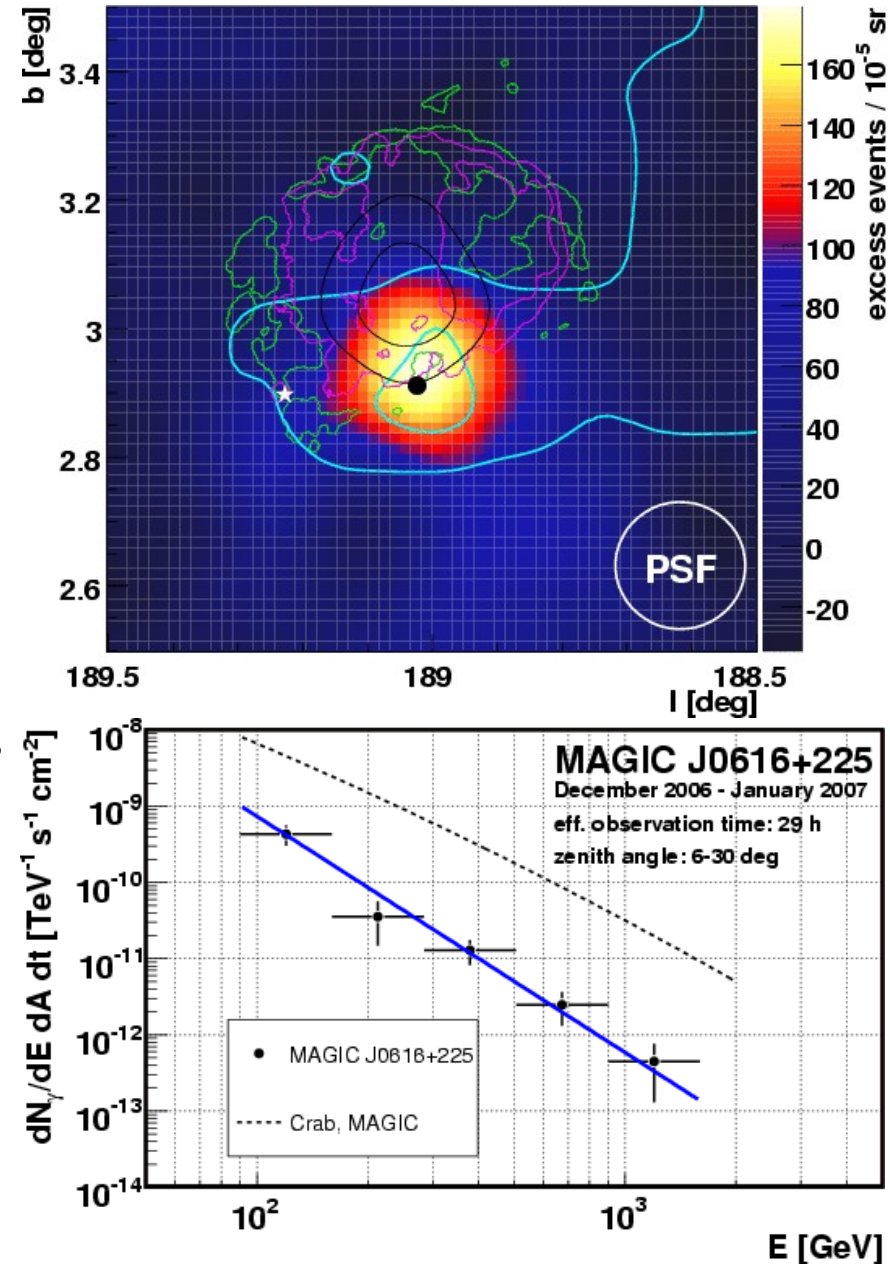 b [deg]
3.4
3.2
3
2.8
2.6
189.5
189
188.5
l [deg]
PSF
160
140
120
100
80
60
40
20
0
-20
excess events / 10⁻⁵ sr
dNγ/dE dA dt [TeV⁻¹ s⁻¹ cm⁻²]
10⁻⁸
10⁻⁹
10⁻¹⁰
10⁻¹¹
10⁻¹²
10⁻¹³
10⁻¹⁴
MAGIC J0616+225
December 2006 - January 2007
eff. observation time: 29 h
zenith angle: 6-30 deg
MAGIC J0616+225
Crab, MAGIC
10²
10³
E [GeV]